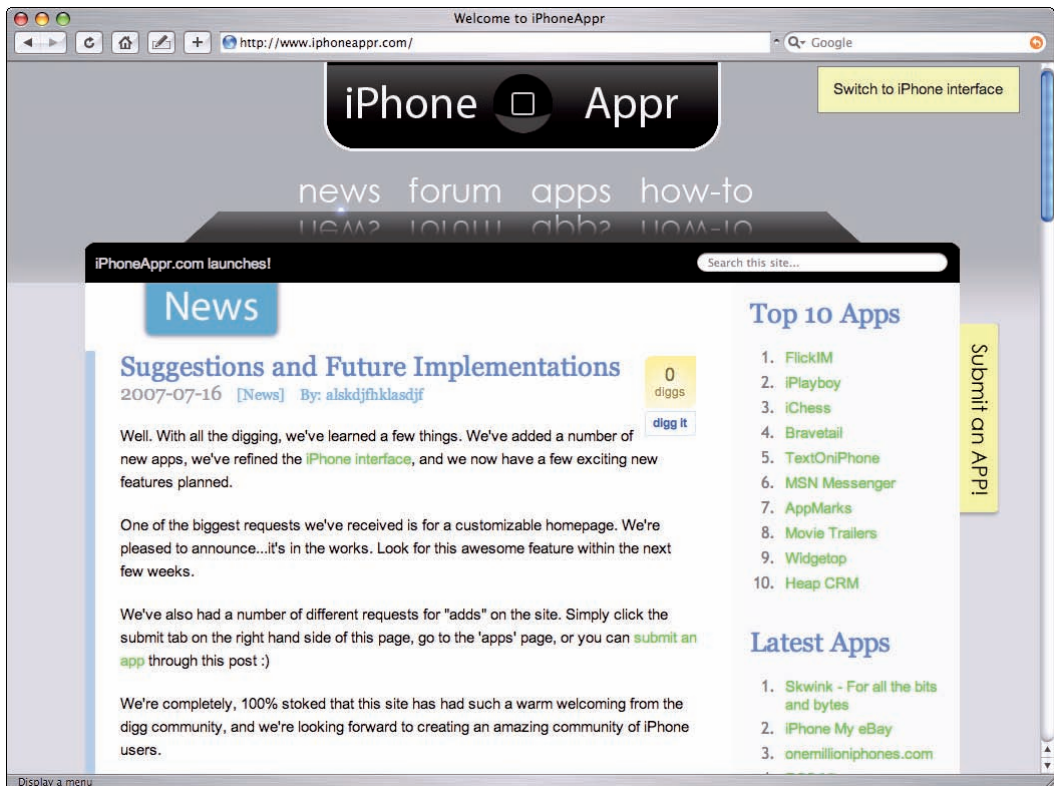 Welcome to iPhoneAppr
http://www.iphoneappr.com/
Google
iPhone Appr
Switch to iPhone interface
news forum apps how-to
iPhoneAppr.com launches!
Search this site...
News
Suggestions and Future Implementations
2007-07-16 [News] By: alskdjfhklasdjf
0
diggs
digg it
Well. With all the digging, we've learned a few things. We've added a number of
new apps, we've refined the iPhone interface, and we now have a few exciting new
features planned.
One of the biggest requests we've received is for a customizable homepage. We're
pleased to announce...it's in the works. Look for this awesome feature within the next
few weeks.
We've also had a number of different requests for "adds" on the site. Simply click the
submit tab on the right hand side of this page, go to the 'apps' page, or you can submit an
app through this post :)
We're completely, 100% stoked that this site has had such a warm welcoming from the
digg community, and we're looking forward to creating an amazing community of iPhone
users.
Top 10 Apps
1. FlickIM
2. iPlayboy
3. iChess
4. Bravetail
5. TextOniPhone
6. MSN Messenger
7. AppMarks
8. Movie Trailers
9. Widgetop
10. Heap CRM
Latest Apps
1. Skwink - For all the bits
and bytes
2. iPhone My eBay
3. onemillioniphones.com
Submit an APP!
Display a menu